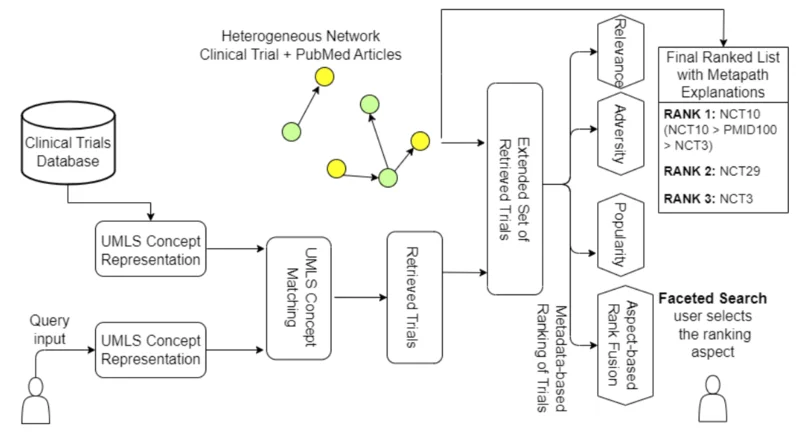 Heterogeneous Network
Clinical Trial + PubMed Articles
Clinical Trials
Database
UMLS Concept
Representation
Query
input
UMLS Concept
Representation
UMLS Concept
Matching
Retrieved Trials
Extended Set of
Retrieved Trials
Metadata-based
Ranking of Trials
Relevance
Adversity
Popularity
Aspect-based
Rank Fusion
Final Ranked List
with Metapath
Explanations
RANK 1: NCT10
(NCT10 > PMID100
> NCT3)
RANK 2: NCT29
RANK 3: NCT3
Faceted Search
user selects
the ranking
aspect